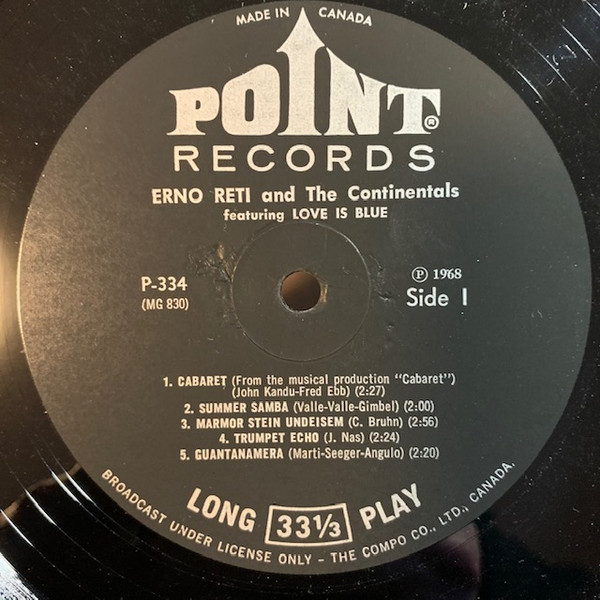 MADE IN CANADA
POINT®
RECORDS
ERNO RETI and The Continentals
featuring LOVE IS BLUE
P-334
(MG 830)
℗ 1968
Side 1
1. CABARET (From the musical production "Cabaret")
(John Kandu-Fred Ebb) (2:27)
2. SUMMER SAMBA (Valle-Valle-Gimbel) (2:00)
3. MARMOR STEIN UNDEISEM (C. Bruhn) (2:56)
4. TRUMPET ECHO (J. Nas) (2:24)
5. GUANTANAMERA (Marti-Seeger-Angulo) (2:20)
LONG 33⅓ PLAY
BROADCAST UNDER LICENSE ONLY - THE COMPO CO., LTD., CANADA.